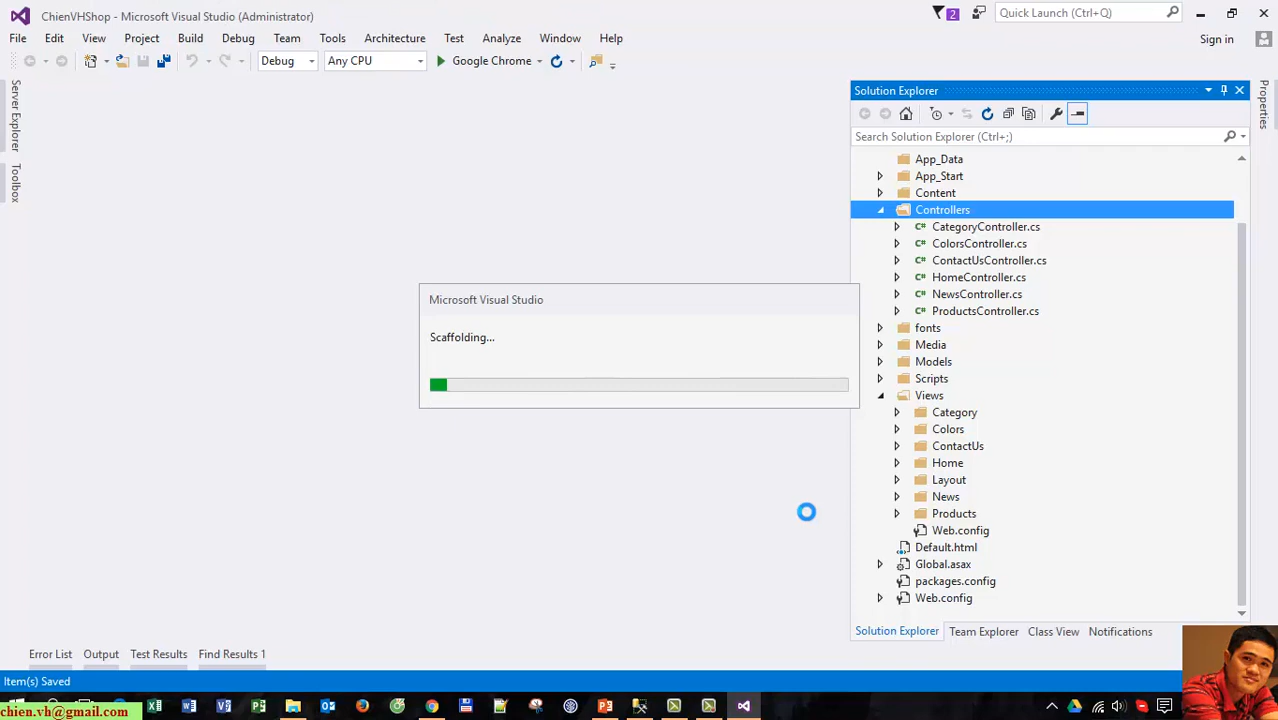 ChienVHShop - Microsoft Visual Studio (Administrator)
2
Quick Launch (Ctrl+Q)
File Edit View Project Build Debug Team Tools Architecture Test Analyze Window Help
Sign in
Debug Any CPU Google Chrome
Server Explorer
Toolbox
Solution Explorer
Properties
Search Solution Explorer (Ctrl+;)
App_Data
App_Start
Content
Controllers
C# CategoryController.cs
C# ColorsController.cs
C# ContactUsController.cs
C# HomeController.cs
C# NewsController.cs
C# ProductsController.cs
fonts
Media
Models
Scripts
Views
Category
Colors
ContactUs
Home
Layout
News
Products
Web.config
Default.html
Global.asax
packages.config
Web.config
Microsoft Visual Studio
Scaffolding...
Solution Explorer Team Explorer Class View Notifications
Error List Output Test Results Find Results 1
Item(s) Saved
chien.vh@gmail.com